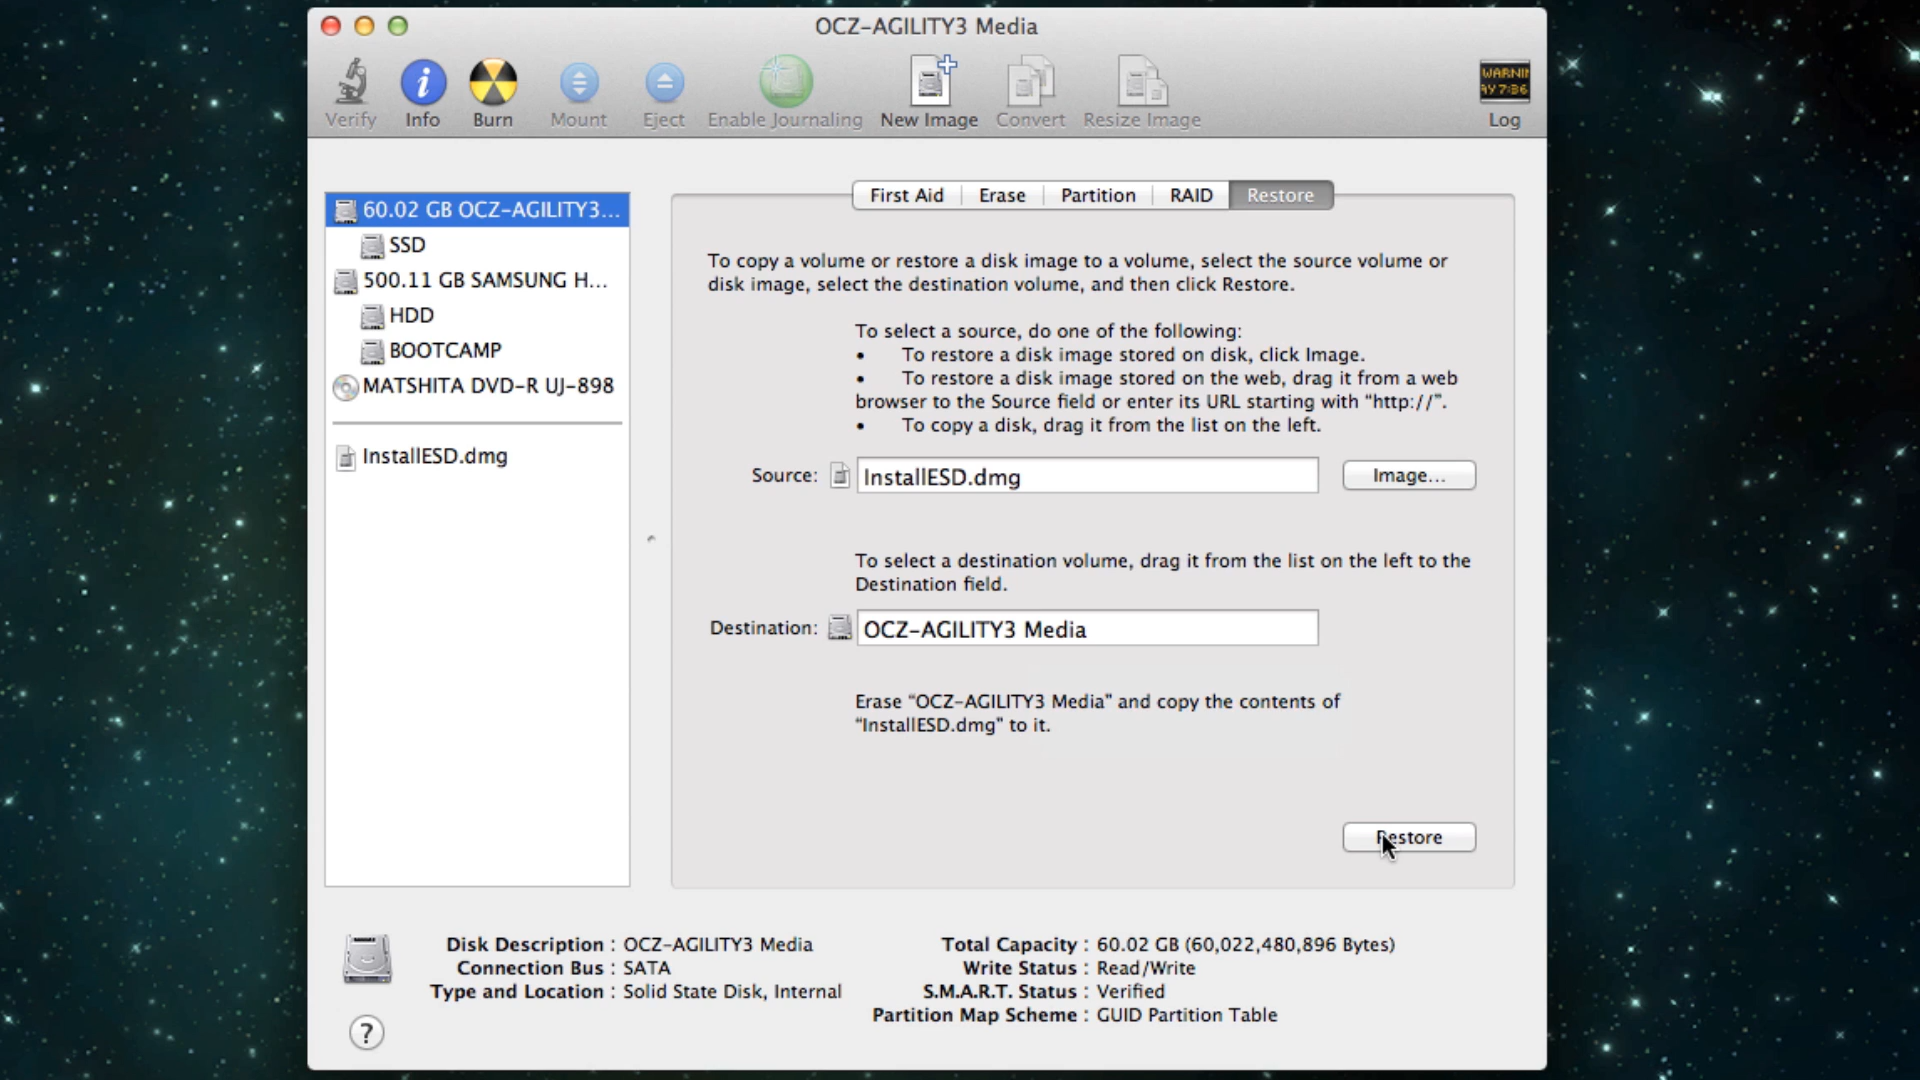 OCZ-AGILITY3 Media
Verify
Info
Burn
Mount
Eject
Enable Journaling
New Image
Convert
Resize Image
WARNIN
AY 7:36
Log
60.02 GB OCZ-AGILITY3...
SSD
500.11 GB SAMSUNG H...
HDD
BOOTCAMP
MATSHITA DVD-R UJ-898
InstallESD.dmg
First Aid
Erase
Partition
RAID
Restore
To copy a volume or restore a disk image to a volume, select the source volume or
disk image, select the destination volume, and then click Restore.
To select a source, do one of the following:
• To restore a disk image stored on disk, click Image.
• To restore a disk image stored on the web, drag it from a web
browser to the Source field or enter its URL starting with “http://”.
• To copy a disk, drag it from the list on the left.
Source: InstallESD.dmg
Image...
To select a destination volume, drag it from the list on the left to the
Destination field.
Destination: OCZ-AGILITY3 Media
Erase “OCZ-AGILITY3 Media” and copy the contents of
“InstallESD.dmg” to it.
Restore
Disk Description : OCZ-AGILITY3 Media
Connection Bus : SATA
Type and Location : Solid State Disk, Internal
Total Capacity : 60.02 GB (60,022,480,896 Bytes)
Write Status : Read/Write
S.M.A.R.T. Status : Verified
Partition Map Scheme : GUID Partition Table
?